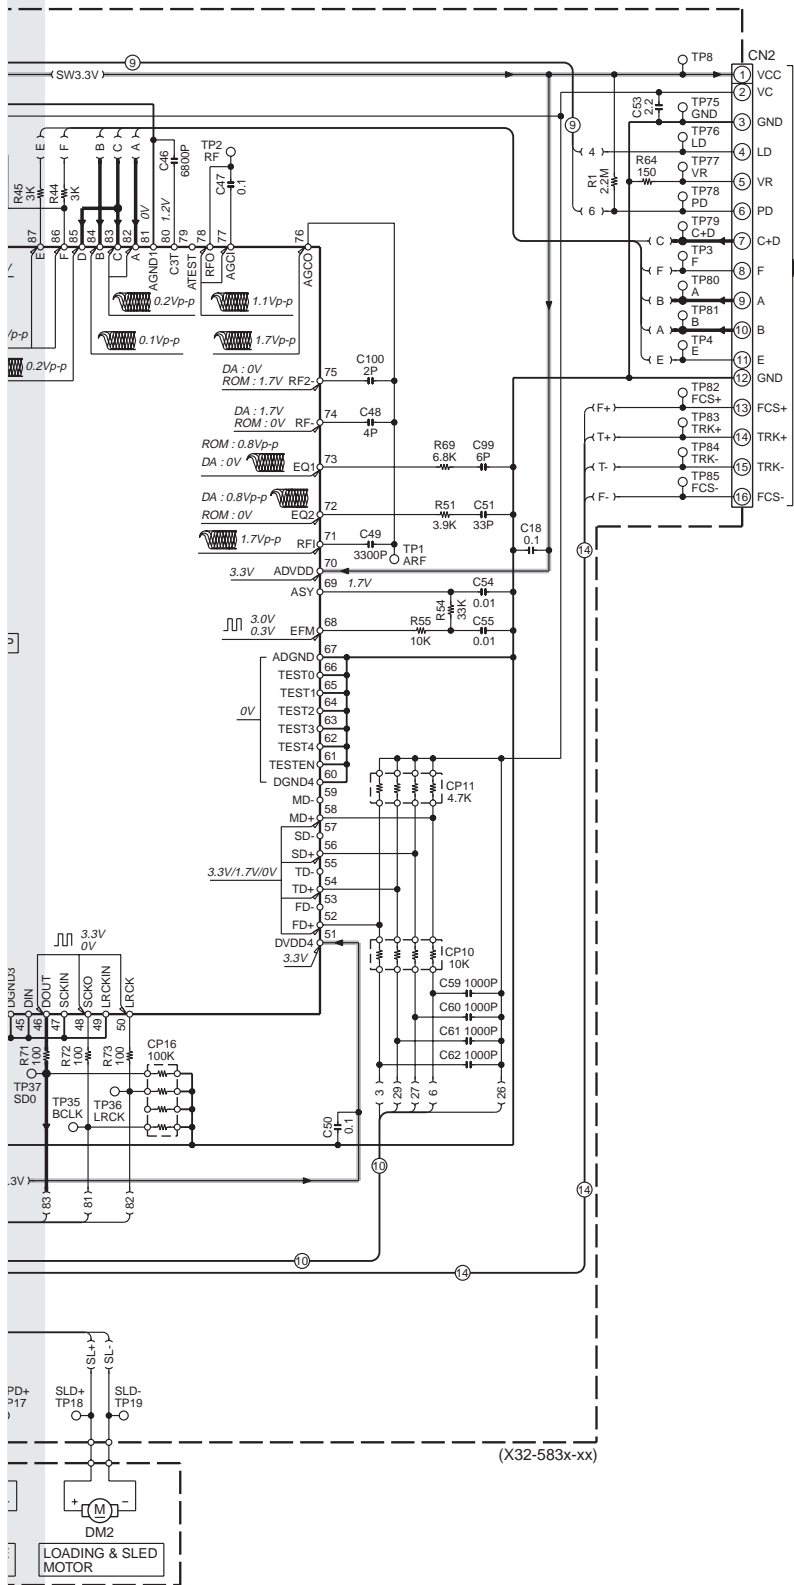 9
SW3.3V
TP8
CN2
1 VCC
2 VC
C53
2.2
TP75
GND
3 GND
9
TP76
LD
4
4 LD
R64
150
TP77
VR
5 VR
R1
2.2M
TP78
PD
6
6 PD
TP79
C+D
C
7 C+D
TP3
F
F
8 F
TP80
A
B
9 A
TP81
B
A
10 B
TP4
E
E
11 E
12 GND
TP82
FCS+
F+
13 FCS+
TP83
TRK+
T+
14 TRK+
TP84
TRK-
T-
15 TRK-
TP85
FCS-
F-
16 FCS-
E
F
B
C
A
C46
6800P
TP2
RF
C47
0.1
R45
3K
R44
3K
0V
1.2V
87
86
85
84
83
82
81
80
79
78
77
76
E
F
D
B
C
A
AGND1
C3T
ATEST
RFO
AGCI
AGCO
0.2Vp-p
1.1Vp-p
0.1Vp-p
1.7Vp-p
Vp-p
0.2Vp-p
DA : 0V
ROM : 1.7V
RF2-
75
C100
2P
DA : 1.7V
ROM : 0V
RF-
74
C48
4P
ROM : 0.8Vp-p
DA : 0V
EQ1
73
R69
6.8K
C99
6P
DA : 0.8Vp-p
ROM : 0V
EQ2
72
R51
3.9K
C51
33P
1.7Vp-p
RFI
71
C49
3300P
TP1
ARF
C18
0.1
14
3.3V
ADVDD
70
ASY
69
1.7V
R54
33K
C54
0.01
3.0V
0.3V
EFM
68
R55
10K
C55
0.01
P
ADGND 67
TEST0 66
TEST1 65
0V
TEST2 64
TEST3 63
TEST4 62
TESTEN 61
DGND4 60
MD- 59
MD+ 58
SD- 57
SD+ 56
3.3V/1.7V/0V
TD- 55
TD+ 54
FD- 53
FD+ 52
DVDD4 51
3.3V
CP11
4.7K
CP10
10K
C59 1000P
C60 1000P
C61 1000P
C62 1000P
3
29
27
6
26
3.3V
0V
DGND3
DIN
DOUT
SCKIN
SCKO
LRCKIN
LRCK
45
46
47
48
49
50
R71
100
R72
100
R73
100
CP16
100K
TP37
SD0
TP35
BCLK
TP36
LRCK
C50
0.1
10
.3V
83
81
82
14
10
14
SL+
SL-
PD+
P17
SLD+
TP18
SLD-
TP19
(X32-583x-xx)
+
M
-
DM2
LOADING & SLED
MOTOR